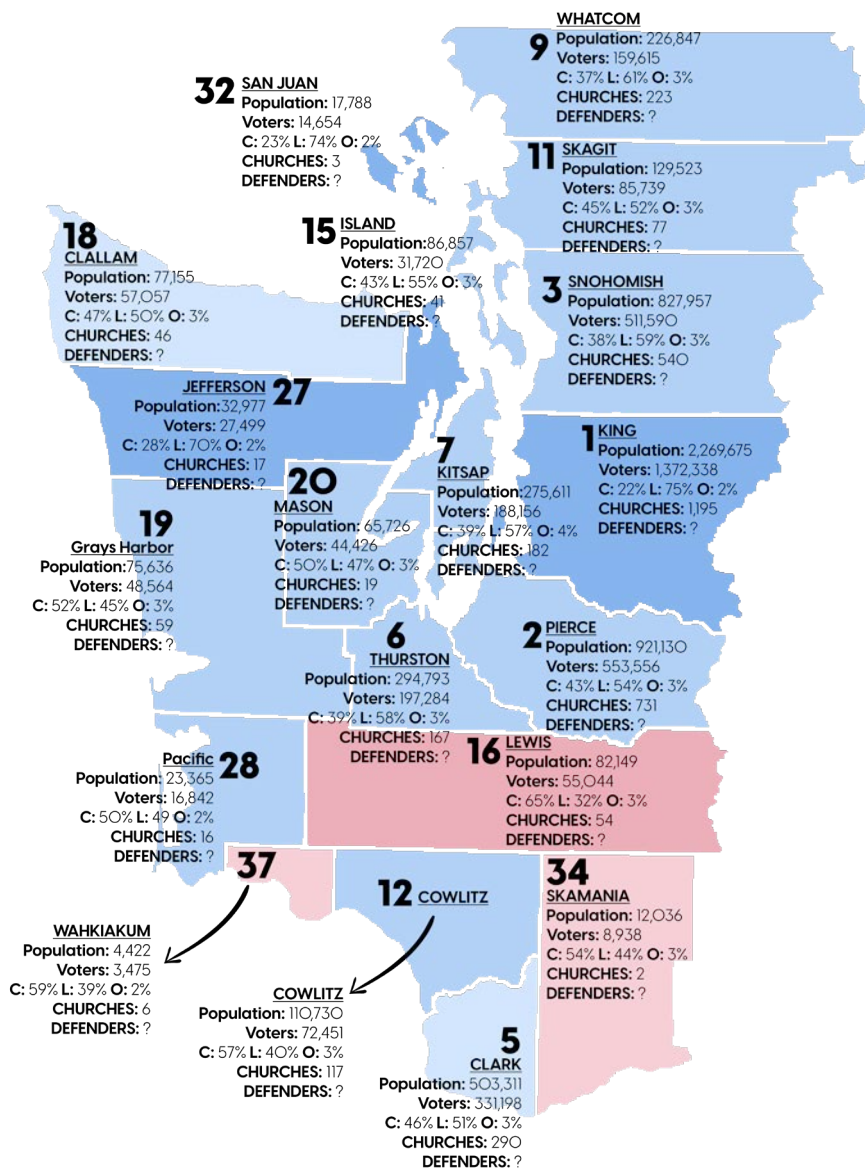 WHATCOM
9
Population: 226,847
Voters: 159,615
C: 37% L: 61% O: 3%
CHURCHES: 223
DEFENDERS: ?
32
SAN JUAN
Population: 17,788
Voters: 14,654
C: 23% L: 74% O: 2%
CHURCHES: 3
DEFENDERS: ?
11
SKAGIT
Population: 129,523
Voters: 85,739
C: 45% L: 52% O: 3%
CHURCHES: 77
DEFENDERS: ?
15
ISLAND
Population:86,857
Voters: 31,720
C: 43% L: 55% O: 3%
CHURCHES: 41
DEFENDERS: ?
18
CLALLAM
Population: 77,155
Voters: 57,057
C: 47% L: 50% O: 3%
CHURCHES: 46
DEFENDERS: ?
3
SNOHOMISH
Population: 827,957
Voters: 511,590
C: 38% L: 59% O: 3%
CHURCHES: 540
DEFENDERS: ?
JEFFERSON
27
Population:32,977
Voters: 27,499
C: 28% L: 70% O: 2%
CHURCHES: 17
DEFENDERS: ?
1
KING
Population: 2,269,675
Voters: 1,372,338
C: 22% L: 75% O: 2%
CHURCHES: 1,195
DEFENDERS: ?
7
KITSAP
Population:275,611
Voters: 188,156
C: 39% L: 57% O: 4%
CHURCHES: 182
DEFENDERS: ?
20
MASON
Population: 65,726
Voters: 44,426
C: 50% L: 47% O: 3%
CHURCHES: 19
DEFENDERS: ?
19
Grays Harbor
Population:75,636
Voters: 48,564
C: 52% L: 45% O: 3%
CHURCHES: 59
DEFENDERS: ?
2
PIERCE
Population: 921,130
Voters: 553,556
C: 43% L: 54% O: 3%
CHURCHES: 731
DEFENDERS: ?
6
THURSTON
Population: 294,793
Voters: 197,284
C: 39% L: 58% O: 3%
CHURCHES: 167
DEFENDERS: ?
16
LEWIS
Population: 82,149
Voters: 55,044
C: 65% L: 32% O: 3%
CHURCHES: 54
DEFENDERS: ?
Pacific
28
Population: 23,365
Voters: 16,842
C: 50% L: 49 O: 2%
CHURCHES: 16
DEFENDERS: ?
37
WAHKIAKUM
Population: 4,422
Voters: 3,475
C: 59% L: 39% O: 2%
CHURCHES: 6
DEFENDERS: ?
12 COWLITZ
COWLITZ
Population: 110,730
Voters: 72,451
C: 57% L: 40% O: 3%
CHURCHES: 117
DEFENDERS: ?
34
SKAMANIA
Population: 12,036
Voters: 8,938
C: 54% L: 44% O: 3%
CHURCHES: 2
DEFENDERS: ?
5
CLARK
Population: 503,311
Voters: 331,198
C: 46% L: 51% O: 3%
CHURCHES: 290
DEFENDERS: ?